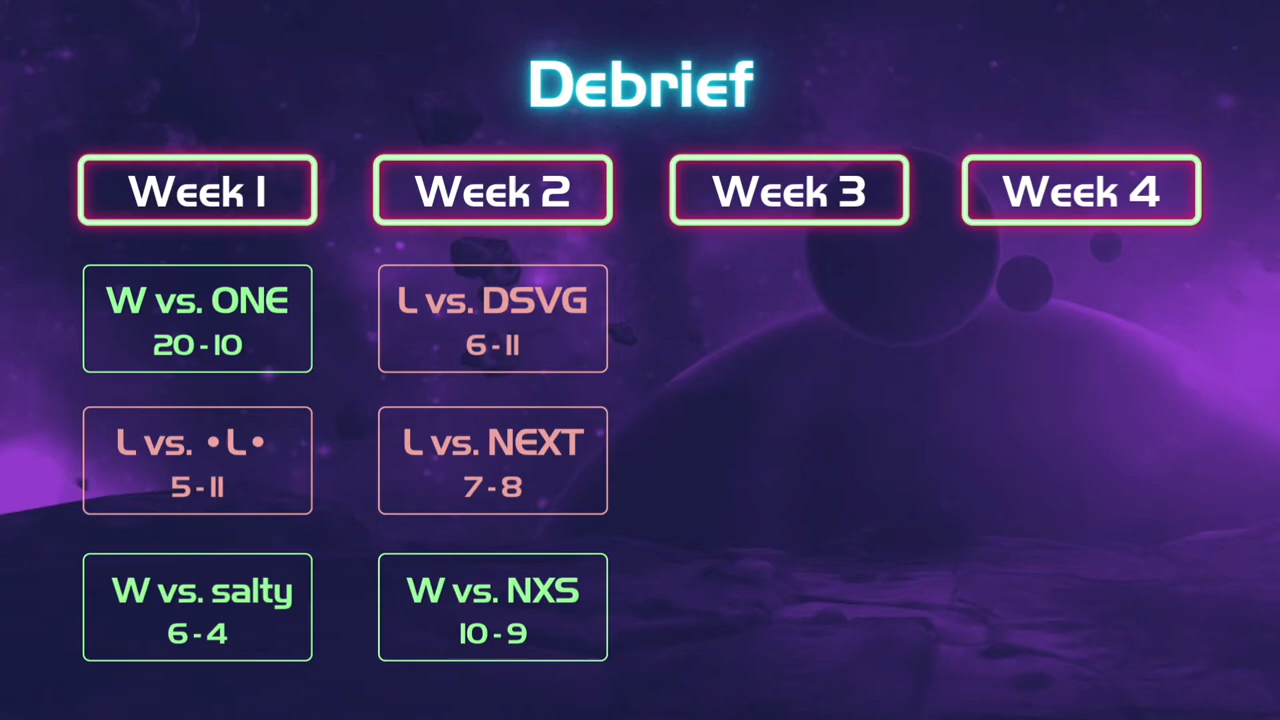 Debrief
Week 1
Week 2
Week 3
Week 4
W vs. ONE
20 - 10
L vs. DSVG
6 - 11
L vs. •L•
5 - 11
L vs. NEXT
7 - 8
W vs. salty
6 - 4
W vs. NXS
10 - 9